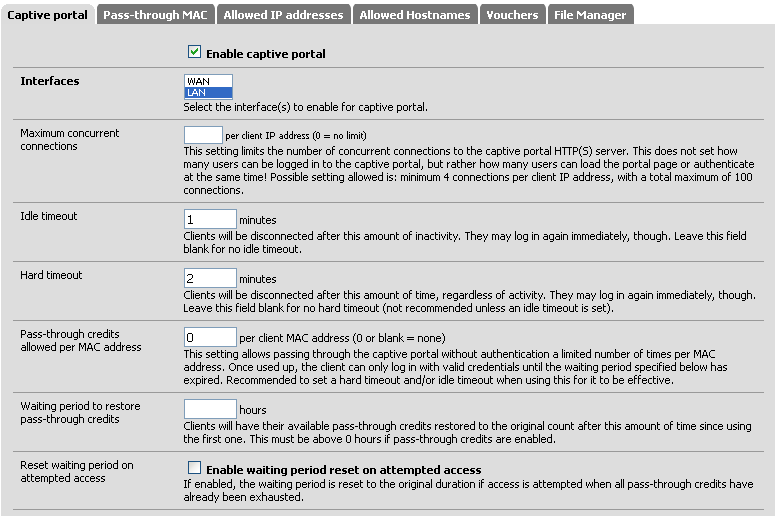 Captive portal Pass-through MAC Allowed IP addresses Allowed Hostnames Vouchers File Manager
Enable captive portal
Interfaces
WAN
LAN
Select the interface(s) to enable for captive portal.
Maximum concurrent
connections
per client IP address (0 = no limit)
This setting limits the number of concurrent connections to the captive portal HTTP(S) server. This does not set how
many users can be logged in to the captive portal, but rather how many users can load the portal page or authenticate
at the same time! Possible setting allowed is: minimum 4 connections per client IP address, with a total maximum of 100
connections.
Idle timeout
1 minutes
Clients will be disconnected after this amount of inactivity. They may log in again immediately, though. Leave this field
blank for no idle timeout.
Hard timeout
2 minutes
Clients will be disconnected after this amount of time, regardless of activity. They may log in again immediately, though.
Leave this field blank for no hard timeout (not recommended unless an idle timeout is set).
Pass-through credits
allowed per MAC address
0 per client MAC address (0 or blank = none)
This setting allows passing through the captive portal without authentication a limited number of times per MAC
address. Once used up, the client can only log in with valid credentials until the waiting period specified below has
expired. Recommended to set a hard timeout and/or idle timeout when using this for it to be effective.
Waiting period to restore
pass-through credits
hours
Clients will have their available pass-through credits restored to the original count after this amount of time since using
the first one. This must be above 0 hours if pass-through credits are enabled.
Reset waiting period on
attempted access
Enable waiting period reset on attempted access
If enabled, the waiting period is reset to the original duration if access is attempted when all pass-through credits have
already been exhausted.